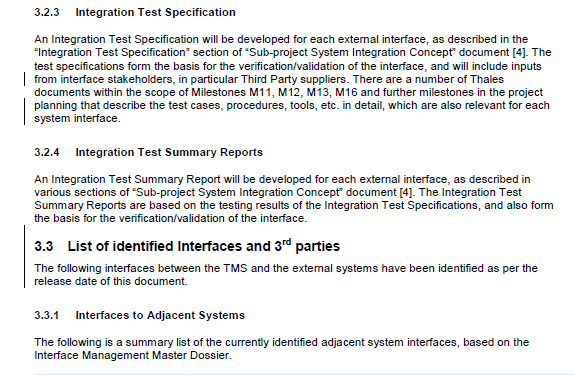 3.2.3 Integration Test Specification
An Integration Test Specification will be developed for each external interface, as described in the
"Integration Test Specification" section of "Sub-project System Integration Concept" document [4]. The
test specifications form the basis for the verification/validation of the interface, and will include inputs
from interface stakeholders, in particular Third Party suppliers. There are a number of Thales
documents within the scope of Milestones M11, M12, M13, M16 and further milestones in the project
planning that describe the test cases, procedures, tools, etc. in detail, which are also relevant for each
system interface.
3.2.4 Integration Test Summary Reports
An Integration Test Summary Report will be developed for each external interface, as described in
various sections of "Sub-project System Integration Concept" document [4]. The Integration Test
Summary Reports are based on the testing results of the Integration Test Specifications, and also form
the basis for the verification/validation of the interface.
3.3 List of identified Interfaces and 3rd parties
The following interfaces between the TMS and the external systems have been identified as per the
release date of this document.
3.3.1 Interfaces to Adjacent Systems
The following is a summary list of the currently identified adjacent system interfaces, based on the
Interface Management Master Dossier.